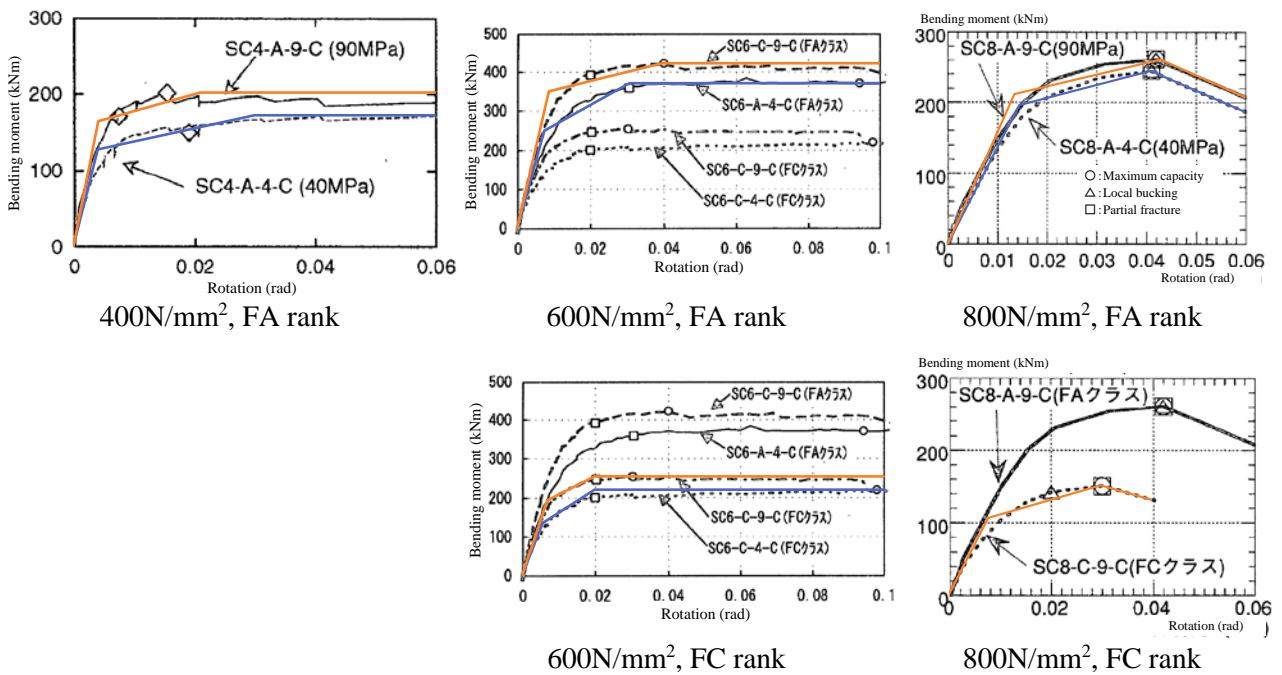 300
200
100
0
0
0.02
0.04
0.06
Bending moment (kNm)
Rotation (rad)
SC4-A-9-C (90MPa)
SC4-A-4-C (40MPa)
400N/mm², FA rank
500
400
300
200
100
0
0
0.02
0.04
0.06
0.08
0.1
Bending moment (kNm)
Rotation (rad)
SC6-C-9-C(FAクラス)
SC6-A-4-C(FAクラス)
SC6-C-9-C(FCクラス)
SC6-C-4-C(FCクラス)
600N/mm², FA rank
Bending moment (kNm)
300
200
100
0
0
0.01
0.02
0.03
0.04
0.05
0.06
Rotation (rad)
SC8-A-9-C(90MPa)
SC8-A-4-C(40MPa)
○:Maximum capacity
△:Local bucking
□:Partial fracture
800N/mm², FA rank
500
400
300
200
100
0
0
0.02
0.04
0.06
0.08
0.1
Bending moment (kNm)
Rotation (rad)
SC6-C-9-C(FAクラス)
SC6-A-4-C(FAクラス)
SC6-C-9-C(FCクラス)
SC6-C-4-C(FCクラス)
600N/mm², FC rank
Bending moment (kNm)
300
200
100
0
0
0.02
0.04
0.06
Rotation (rad)
SC8-A-9-C(FAクラス)
SC8-C-9-C(FCクラス)
800N/mm², FC rank